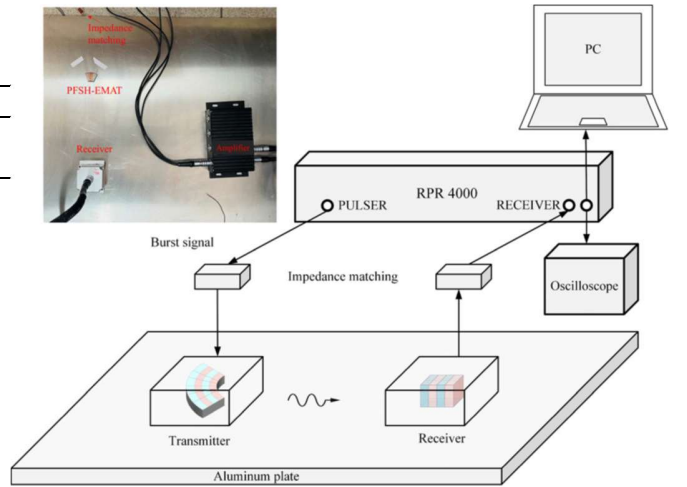 Impedance
matching
PFSH-EMAT
Receiver
Amplifier
PC
RPR 4000
PULSER
RECEIVER
Burst signal
Impedance matching
Oscilloscope
Transmitter
Receiver
Aluminum plate